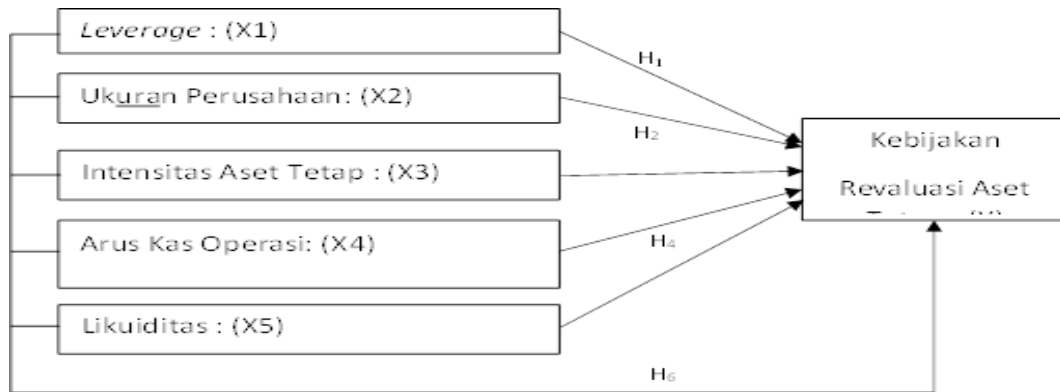 Leverage : (X1)
H₁
Ukuran Perusahaan: (X2)
H₂
Kebijakan
Intensitas Aset Tetap : (X3)
Revaluasi Aset
Arus Kas Operasi: (X4)
H₄
Likuiditas : (X5)
H₆